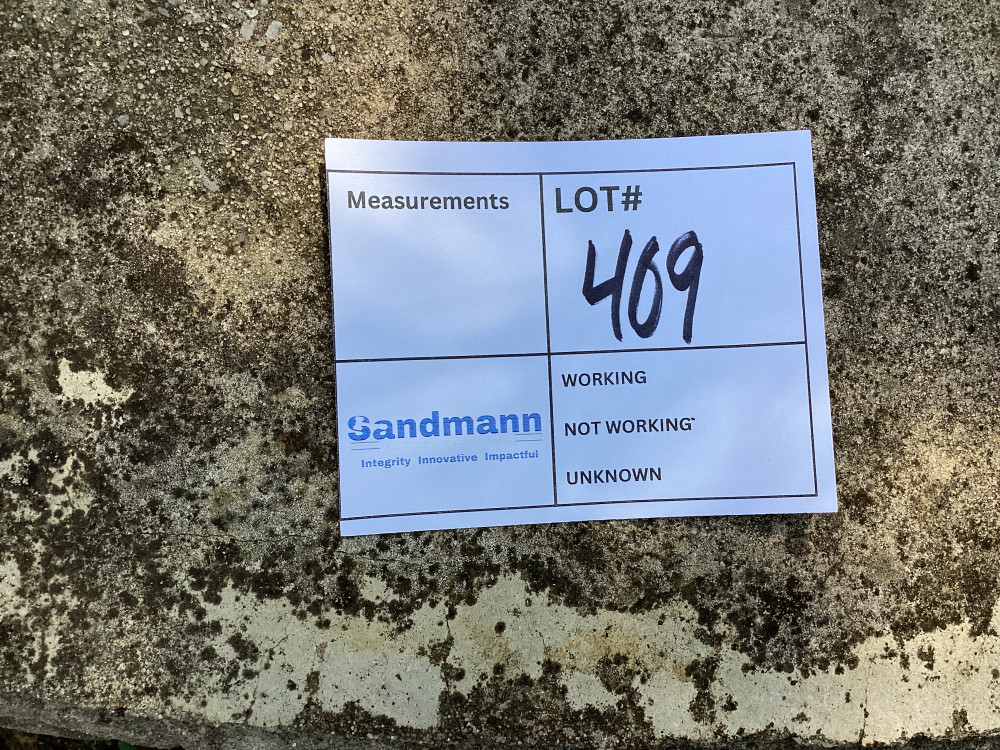 Measurements
LOT#
409
Sandmann
Integrity Innovative Impactful
WORKING
NOT WORKING
UNKNOWN